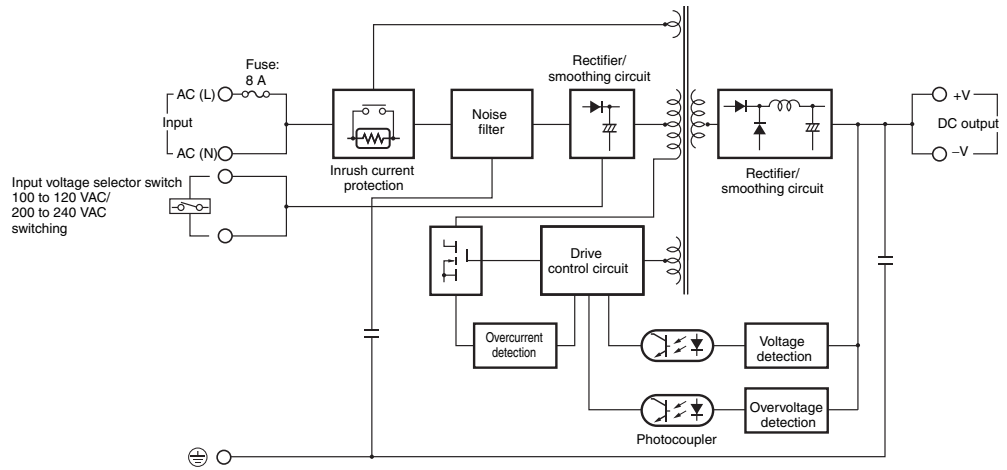 Fuse:
8 A
AC (L)
Input
AC (N)
Input voltage selector switch
100 to 120 VAC/
200 to 240 VAC
switching
Inrush current
protection
Noise
filter
Rectifier/
smoothing circuit
Rectifier/
smoothing circuit
+V
DC output
–V
Drive
control circuit
Overcurrent
detection
Voltage
detection
Overvoltage
detection
Photocoupler